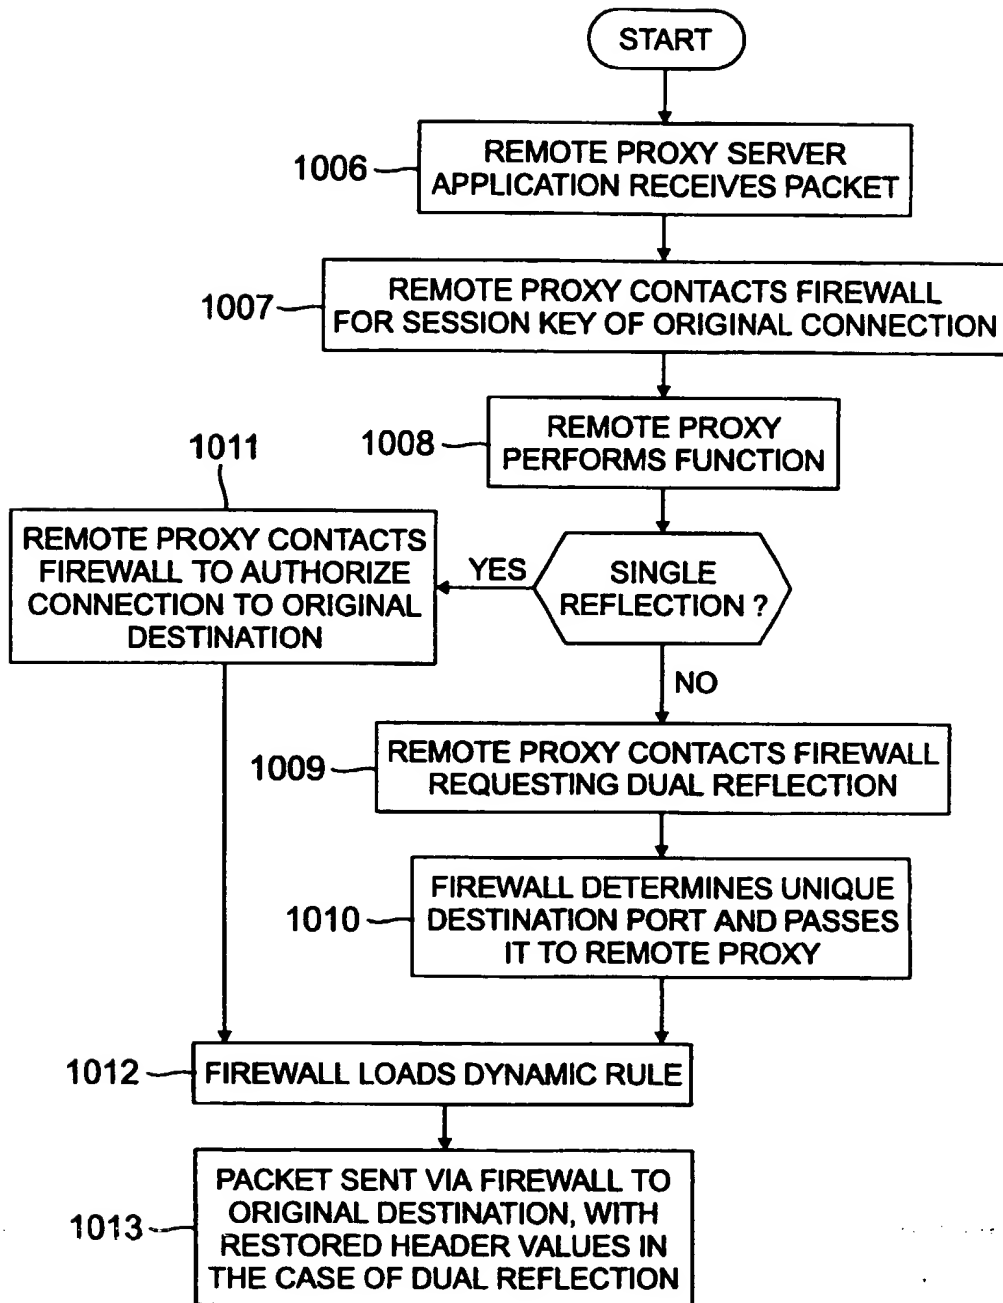 START
1006
REMOTE PROXY SERVER
APPLICATION RECEIVES PACKET
1007
REMOTE PROXY CONTACTS FIREWALL
FOR SESSION KEY OF ORIGINAL CONNECTION
1008
REMOTE PROXY
PERFORMS FUNCTION
1011
REMOTE PROXY CONTACTS
FIREWALL TO AUTHORIZE
CONNECTION TO ORIGINAL
DESTINATION
YES
SINGLE
REFLECTION ?
NO
1009
REMOTE PROXY CONTACTS FIREWALL
REQUESTING DUAL REFLECTION
1010
FIREWALL DETERMINES UNIQUE
DESTINATION PORT AND PASSES
IT TO REMOTE PROXY
1012
FIREWALL LOADS DYNAMIC RULE
1013
PACKET SENT VIA FIREWALL TO
ORIGINAL DESTINATION, WITH
RESTORED HEADER VALUES IN
THE CASE OF DUAL REFLECTION